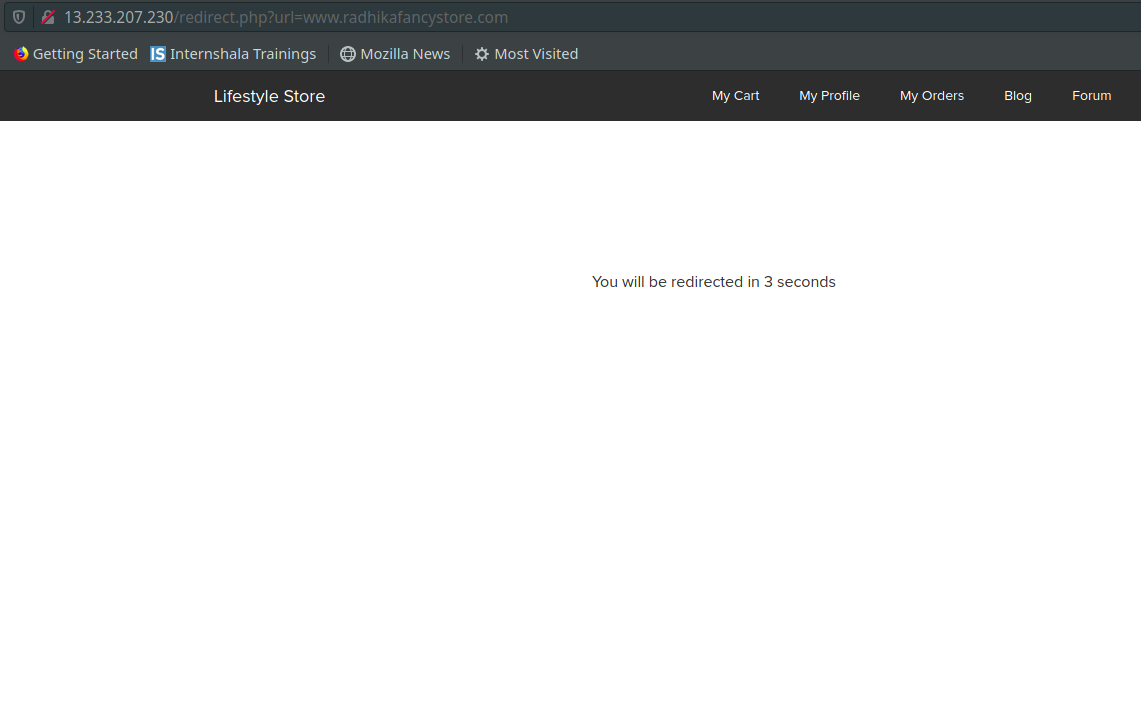 13.233.207.230/redirect.php?url=www.radhikafancystore.com
Getting Started IS Internshala Trainings Mozilla News Most Visited
Lifestyle Store My Cart My Profile My Orders Blog Forum
You will be redirected in 3 seconds